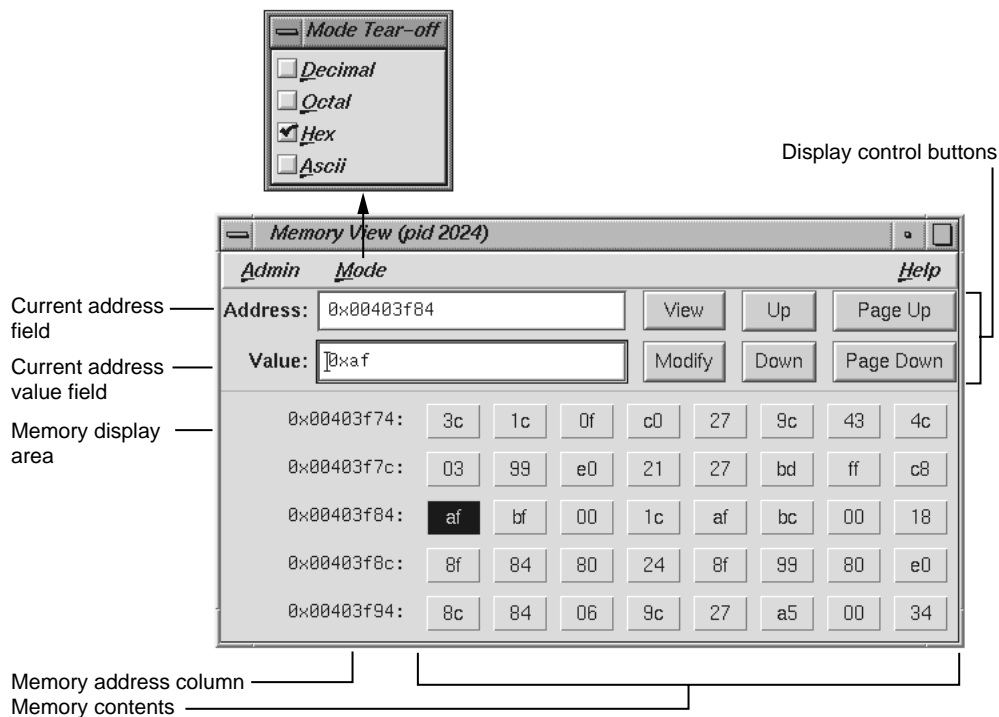 Mode Tear-off
Decimal
Octal
Hex
Ascii
Display control buttons
Memory View (pid 2024)
Admin Mode Help
Current address field
Address: 0x00403f84 View Up Page Up
Current address value field
Value: 0xaf Modify Down Page Down
Memory display area
0x00403f74: 3c 1c 0f c0 27 9c 43 4c
0x00403f7c: 03 99 e0 21 27 bd ff c8
0x00403f84: af bf 00 1c af bc 00 18
0x00403f8c: 8f 84 80 24 8f 99 80 e0
0x00403f94: 8c 84 06 9c 27 a5 00 34
Memory address column
Memory contents